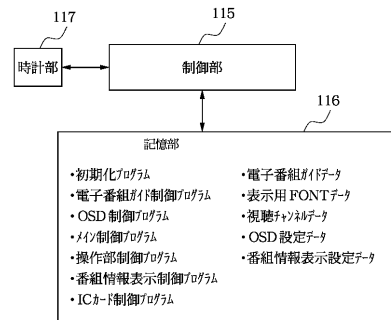 117
115
時計部
制御部
116
記憶部
・初期化プログラム
・電子番組ガイド制御プログラム
・OSD制御プログラム
・メイン制御プログラム
・操作部制御プログラム
・番組情報表示制御プログラム
・ICカード制御プログラム
・電子番組ガイドデータ
・表示用FONTデータ
・視聴チャンネルデータ
・OSD設定データ
・番組情報表示設定データ